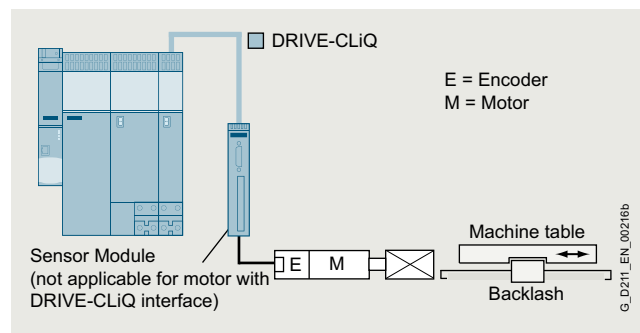 DRIVE-CLiQ
E = Encoder
M = Motor
Sensor Module
(not applicable for motor with
DRIVE-CLiQ interface)
E
M
Machine table
Backlash
G_D211_EN_00216b